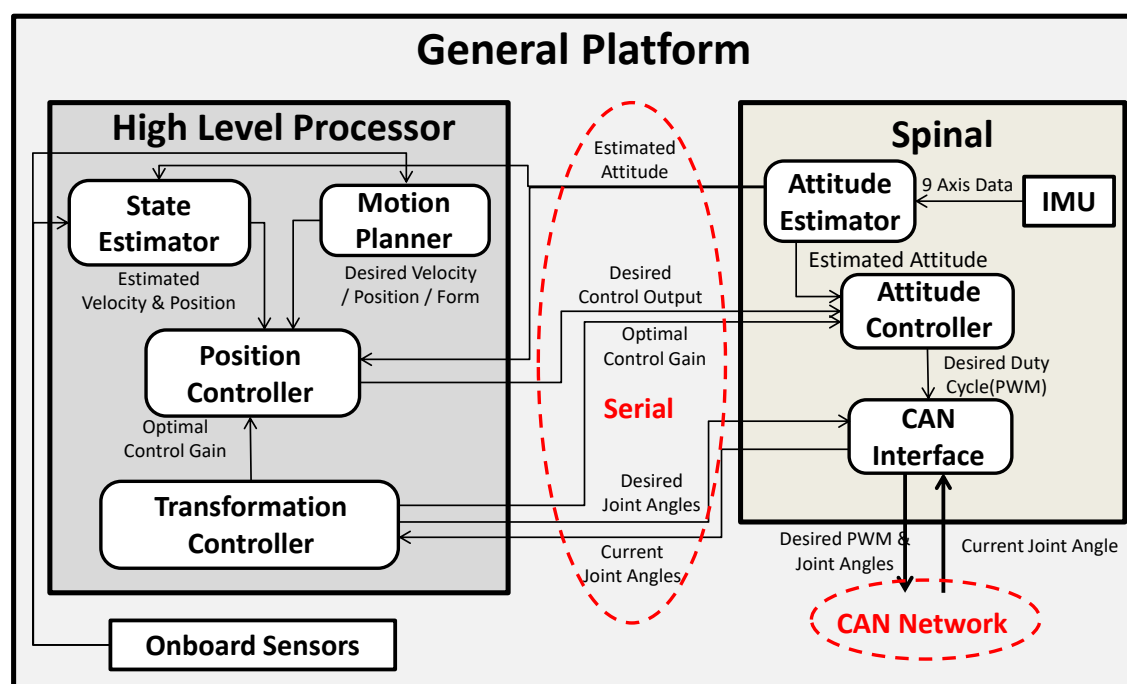 General Platform
High Level Processor
State
Estimator
Motion
Planner
Estimated
Velocity & Position
Desired Velocity
/ Position / Form
Position
Controller
Optimal
Control Gain
Transformation
Controller
Onboard Sensors
Estimated
Attitude
Desired
Control Output
Optimal
Control Gain
Serial
Desired
Joint Angles
Current
Joint Angles
Spinal
Attitude
Estimator
9 Axis Data
IMU
Estimated Attitude
Attitude
Controller
Desired Duty
Cycle(PWM)
CAN
Interface
Desired PWM &
Joint Angles
Current Joint Angle
CAN Network